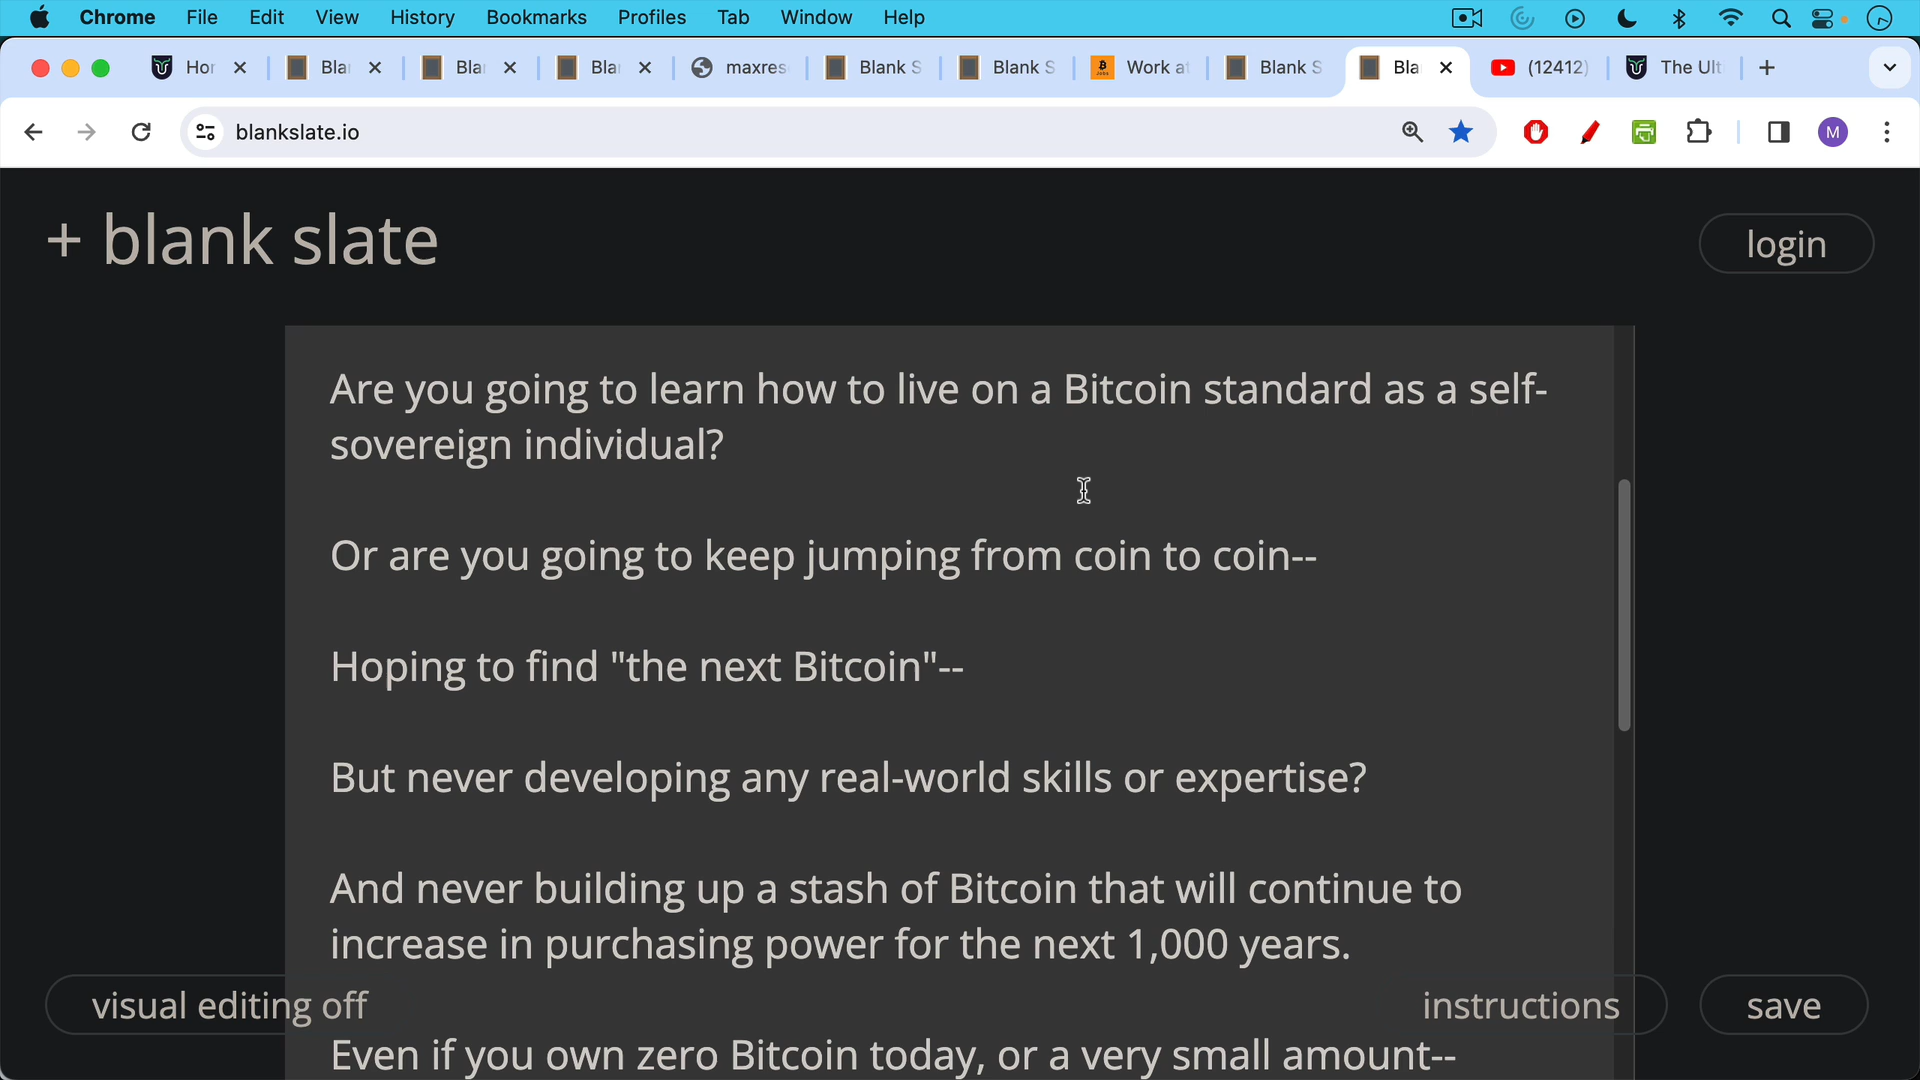 Chrome File Edit View History Bookmarks Profiles Tab Window Help
Hor Bla Bla Bla maxres Blank S Blank S Work a Blank S Bla (12412) The Ult
blankslate.io
M
+ blank slate
login
Are you going to learn how to live on a Bitcoin standard as a self-
sovereign individual?
Or are you going to keep jumping from coin to coin--
Hoping to find "the next Bitcoin"--
But never developing any real-world skills or expertise?
And never building up a stash of Bitcoin that will continue to
increase in purchasing power for the next 1,000 years.
visual editing off
instructions
save
Even if you own zero Bitcoin today, or a very small amount--